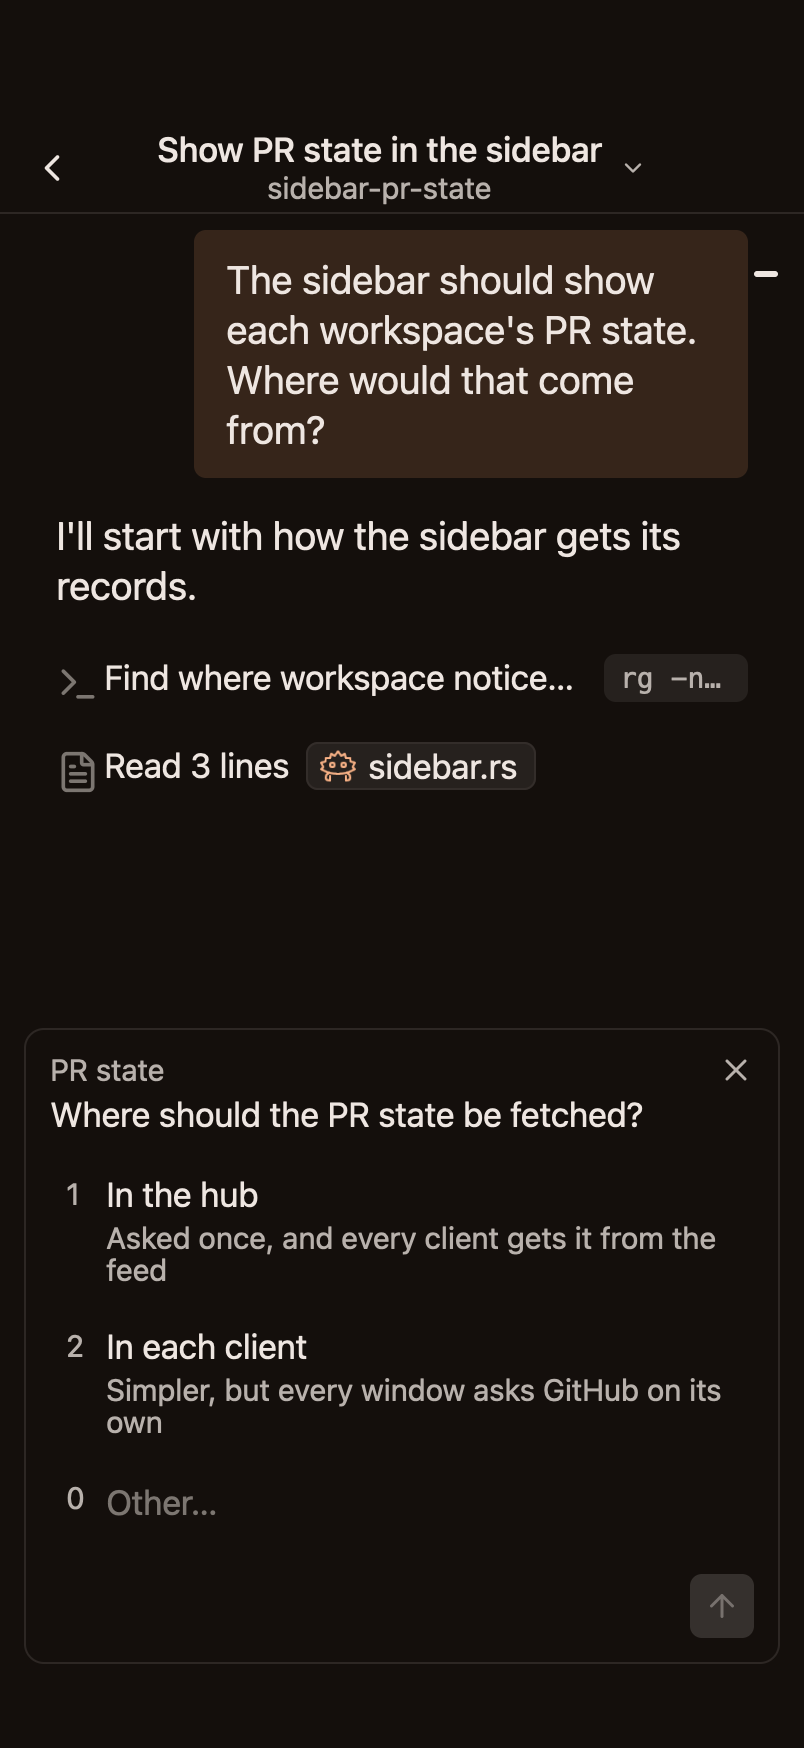 Show PR state in the sidebar
sidebar-pr-state
The sidebar should show
each workspace's PR state.
Where would that come
from?
I'll start with how the sidebar gets its
records.
Find where workspace notice... rg -n…
Read 3 lines sidebar.rs
PR state
Where should the PR state be fetched?
1 In the hub
Asked once, and every client gets it from the
feed
2 In each client
Simpler, but every window asks GitHub on its
own
0 Other...